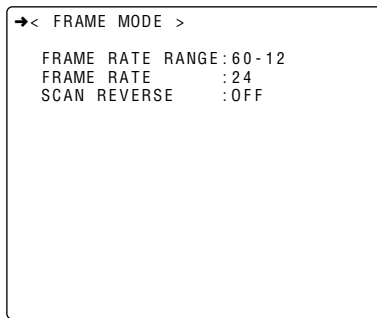 ➔< FRAME MODE >
FRAME RATE RANGE:60-12
FRAME RATE :24
SCAN REVERSE :OFF